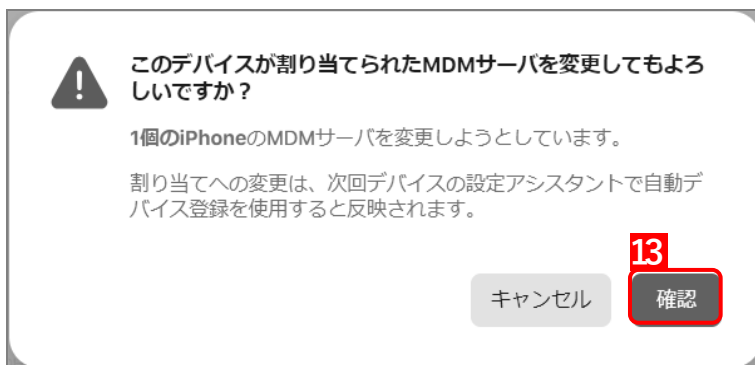 このデバイスが割り当てられたMDMサーバを変更してもよろ
しいですか？
1個のiPhoneのMDMサーバを変更しようとしています。
割り当てへの変更は、次回デバイスの設定アシスタントで自動デ
バイス登録を使用すると反映されます。
13
キャンセル 確認